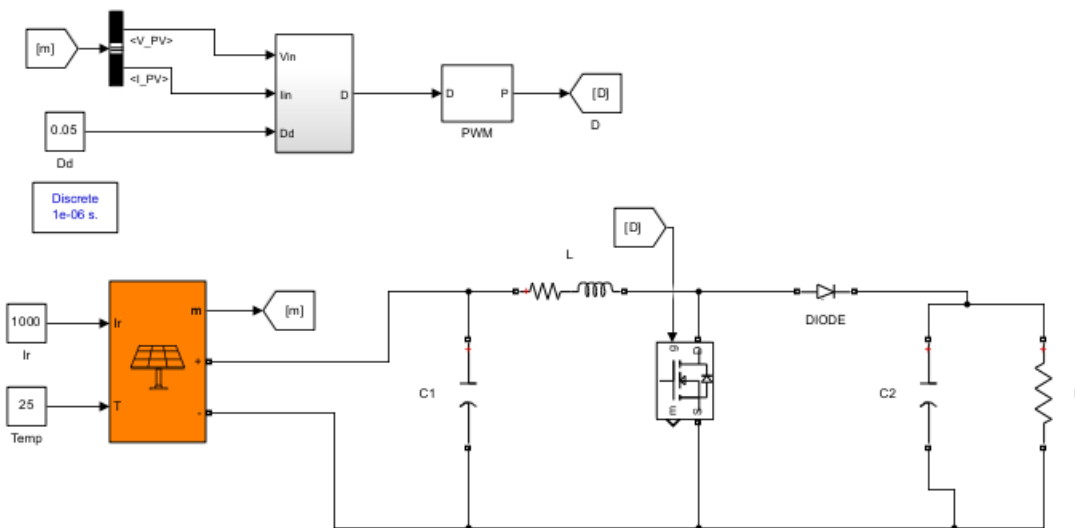 [m]
<V_PV>
<I_PV>
Vin
Iin
Dd
D
D
P
PWM
[D]
D
0.05
Dd
Discrete
1e-06 s.
[D]
L
1000
Ir
25
Temp
Ir
T
m
+
-
[m]
C1
+
+
g
D
m
S
DIODE
C2
+
+